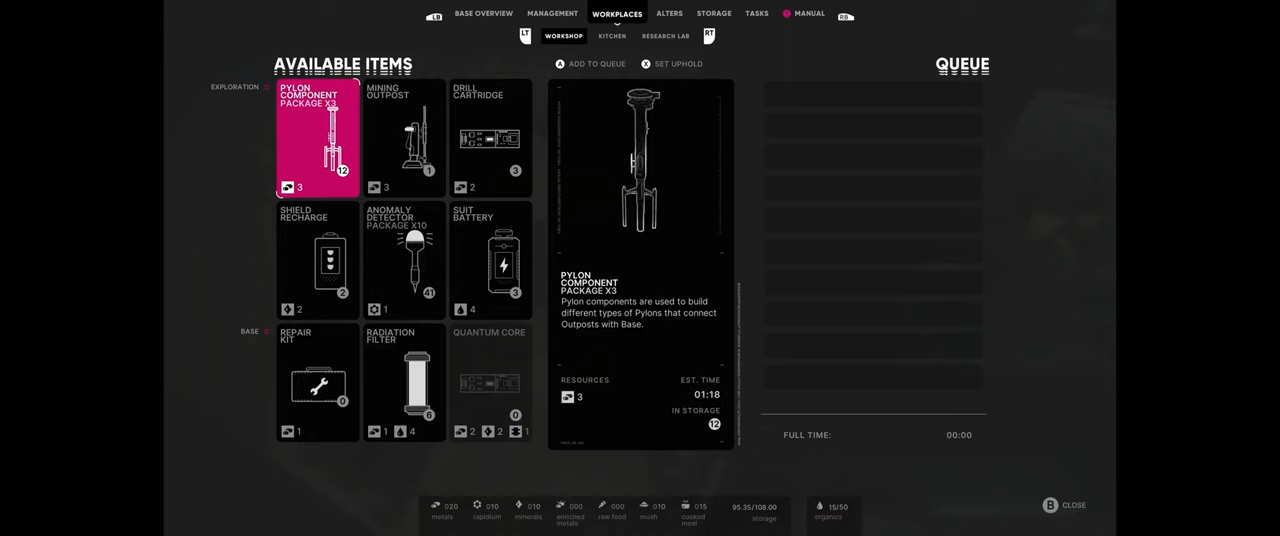 LB BASE OVERVIEW MANAGEMENT WORKPLACES ALTERS STORAGE TASKS MANUAL RB
LT WORKSHOP KITCHEN RESEARCH LAB RT
AVAILABLE ITEMS
A ADD TO QUEUE X SET UPHOLD
QUEUE
EXPLORATION
PYLON
COMPONENT
PACKAGE X3
12
3
MINING
OUTPOST
1
3
DRILL
CARTRIDGE
3
2
SHIELD
RECHARGE
2
2
ANOMALY
DETECTOR
PACKAGE X10
41
1
SUIT
BATTERY
3
4
BASE
REPAIR
KIT
0
1
RADIATION
FILTER
6
1 4
QUANTUM CORE
0
2 2 1
PYLON
COMPONENT
PACKAGE X3
Pylon components are used to build
different types of Pylons that connect
Outposts with Base.
RESOURCES EST. TIME
3 01:18
IN STORAGE
12
FULL TIME: 00:00
020 metals
010 rapidium
010 minerals
000 enriched metals
000 raw food
010 mush
015 cooked meal
95.35/108.00 storage
15/50 organics
B CLOSE